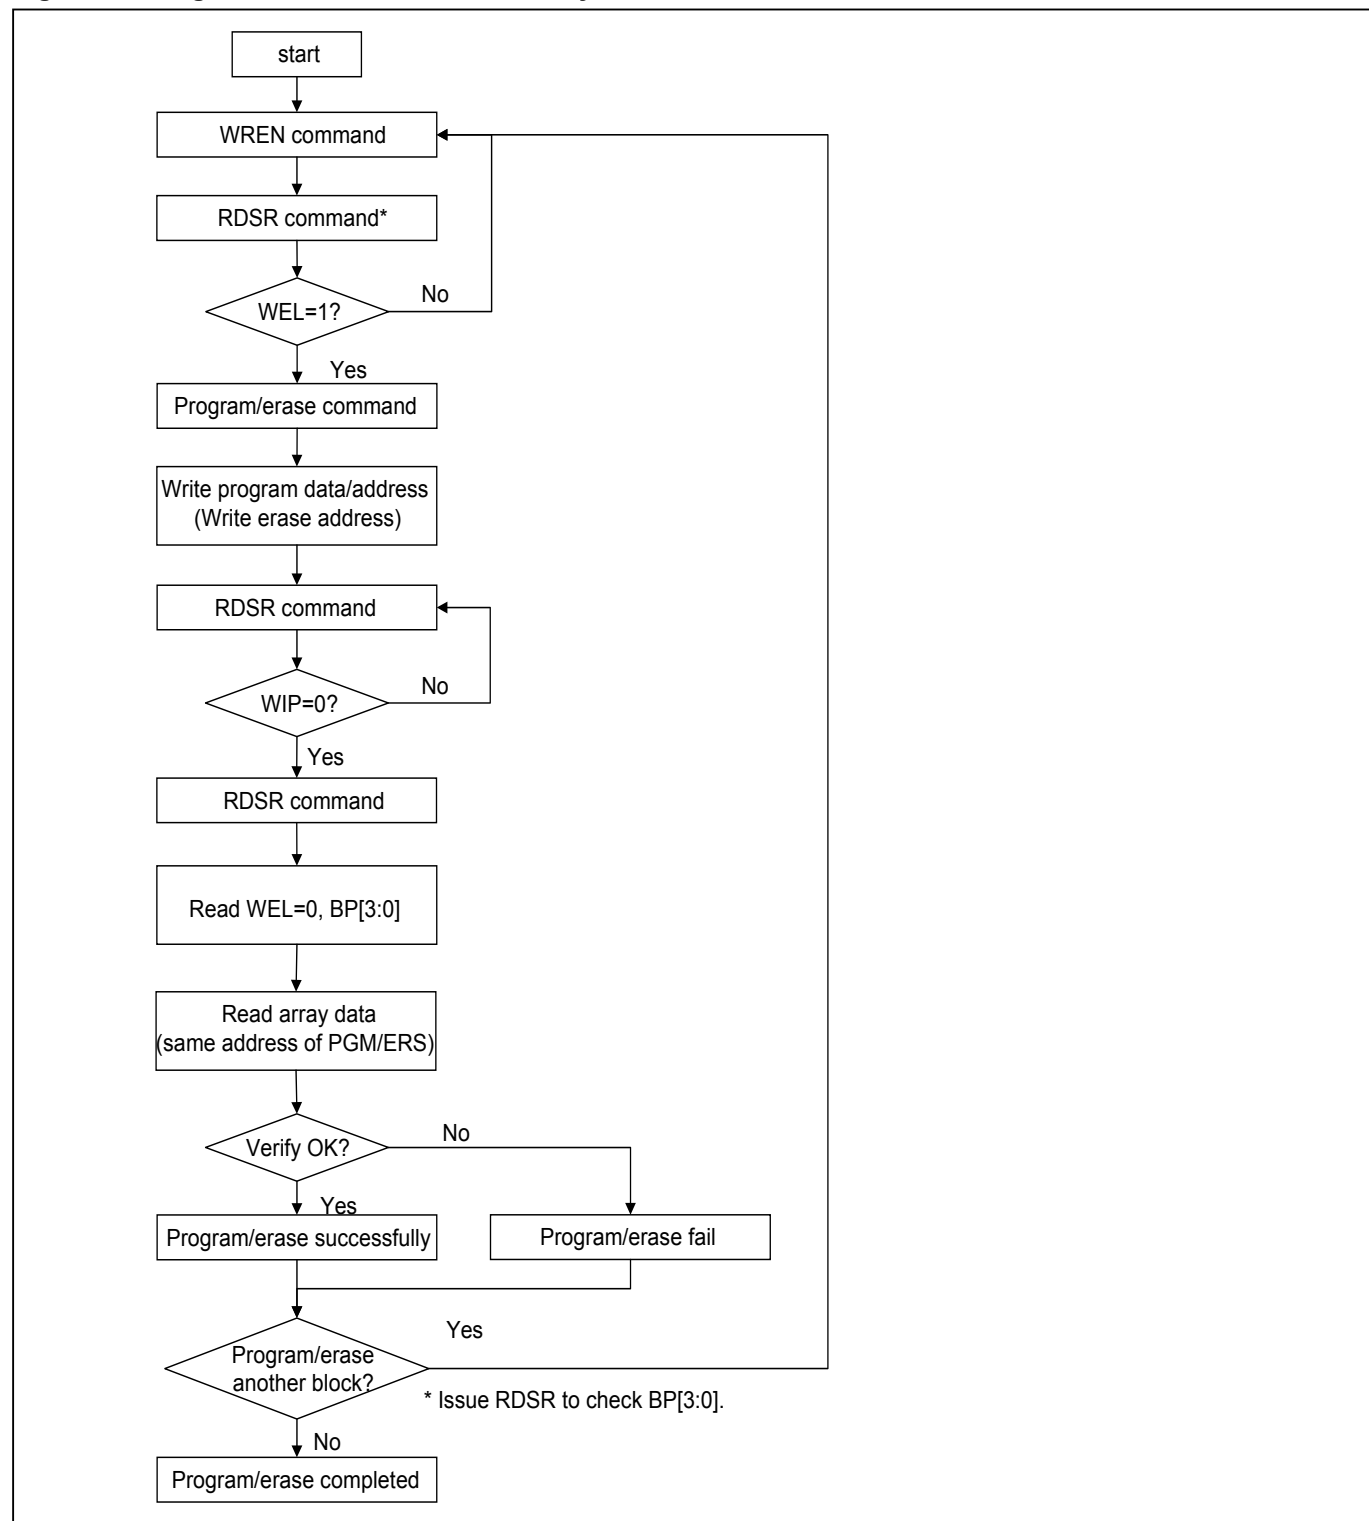 start
WREN command
RDSR command*
WEL=1?
No
Yes
Program/erase command
Write program data/address
(Write erase address)
RDSR command
WIP=0?
No
Yes
RDSR command
Read WEL=0, BP[3:0]
Read array data
(same address of PGM/ERS)
Verify OK?
No
Yes
Program/erase successfully
Program/erase fail
Yes
Program/erase
another block?
* Issue RDSR to check BP[3:0].
No
Program/erase completed